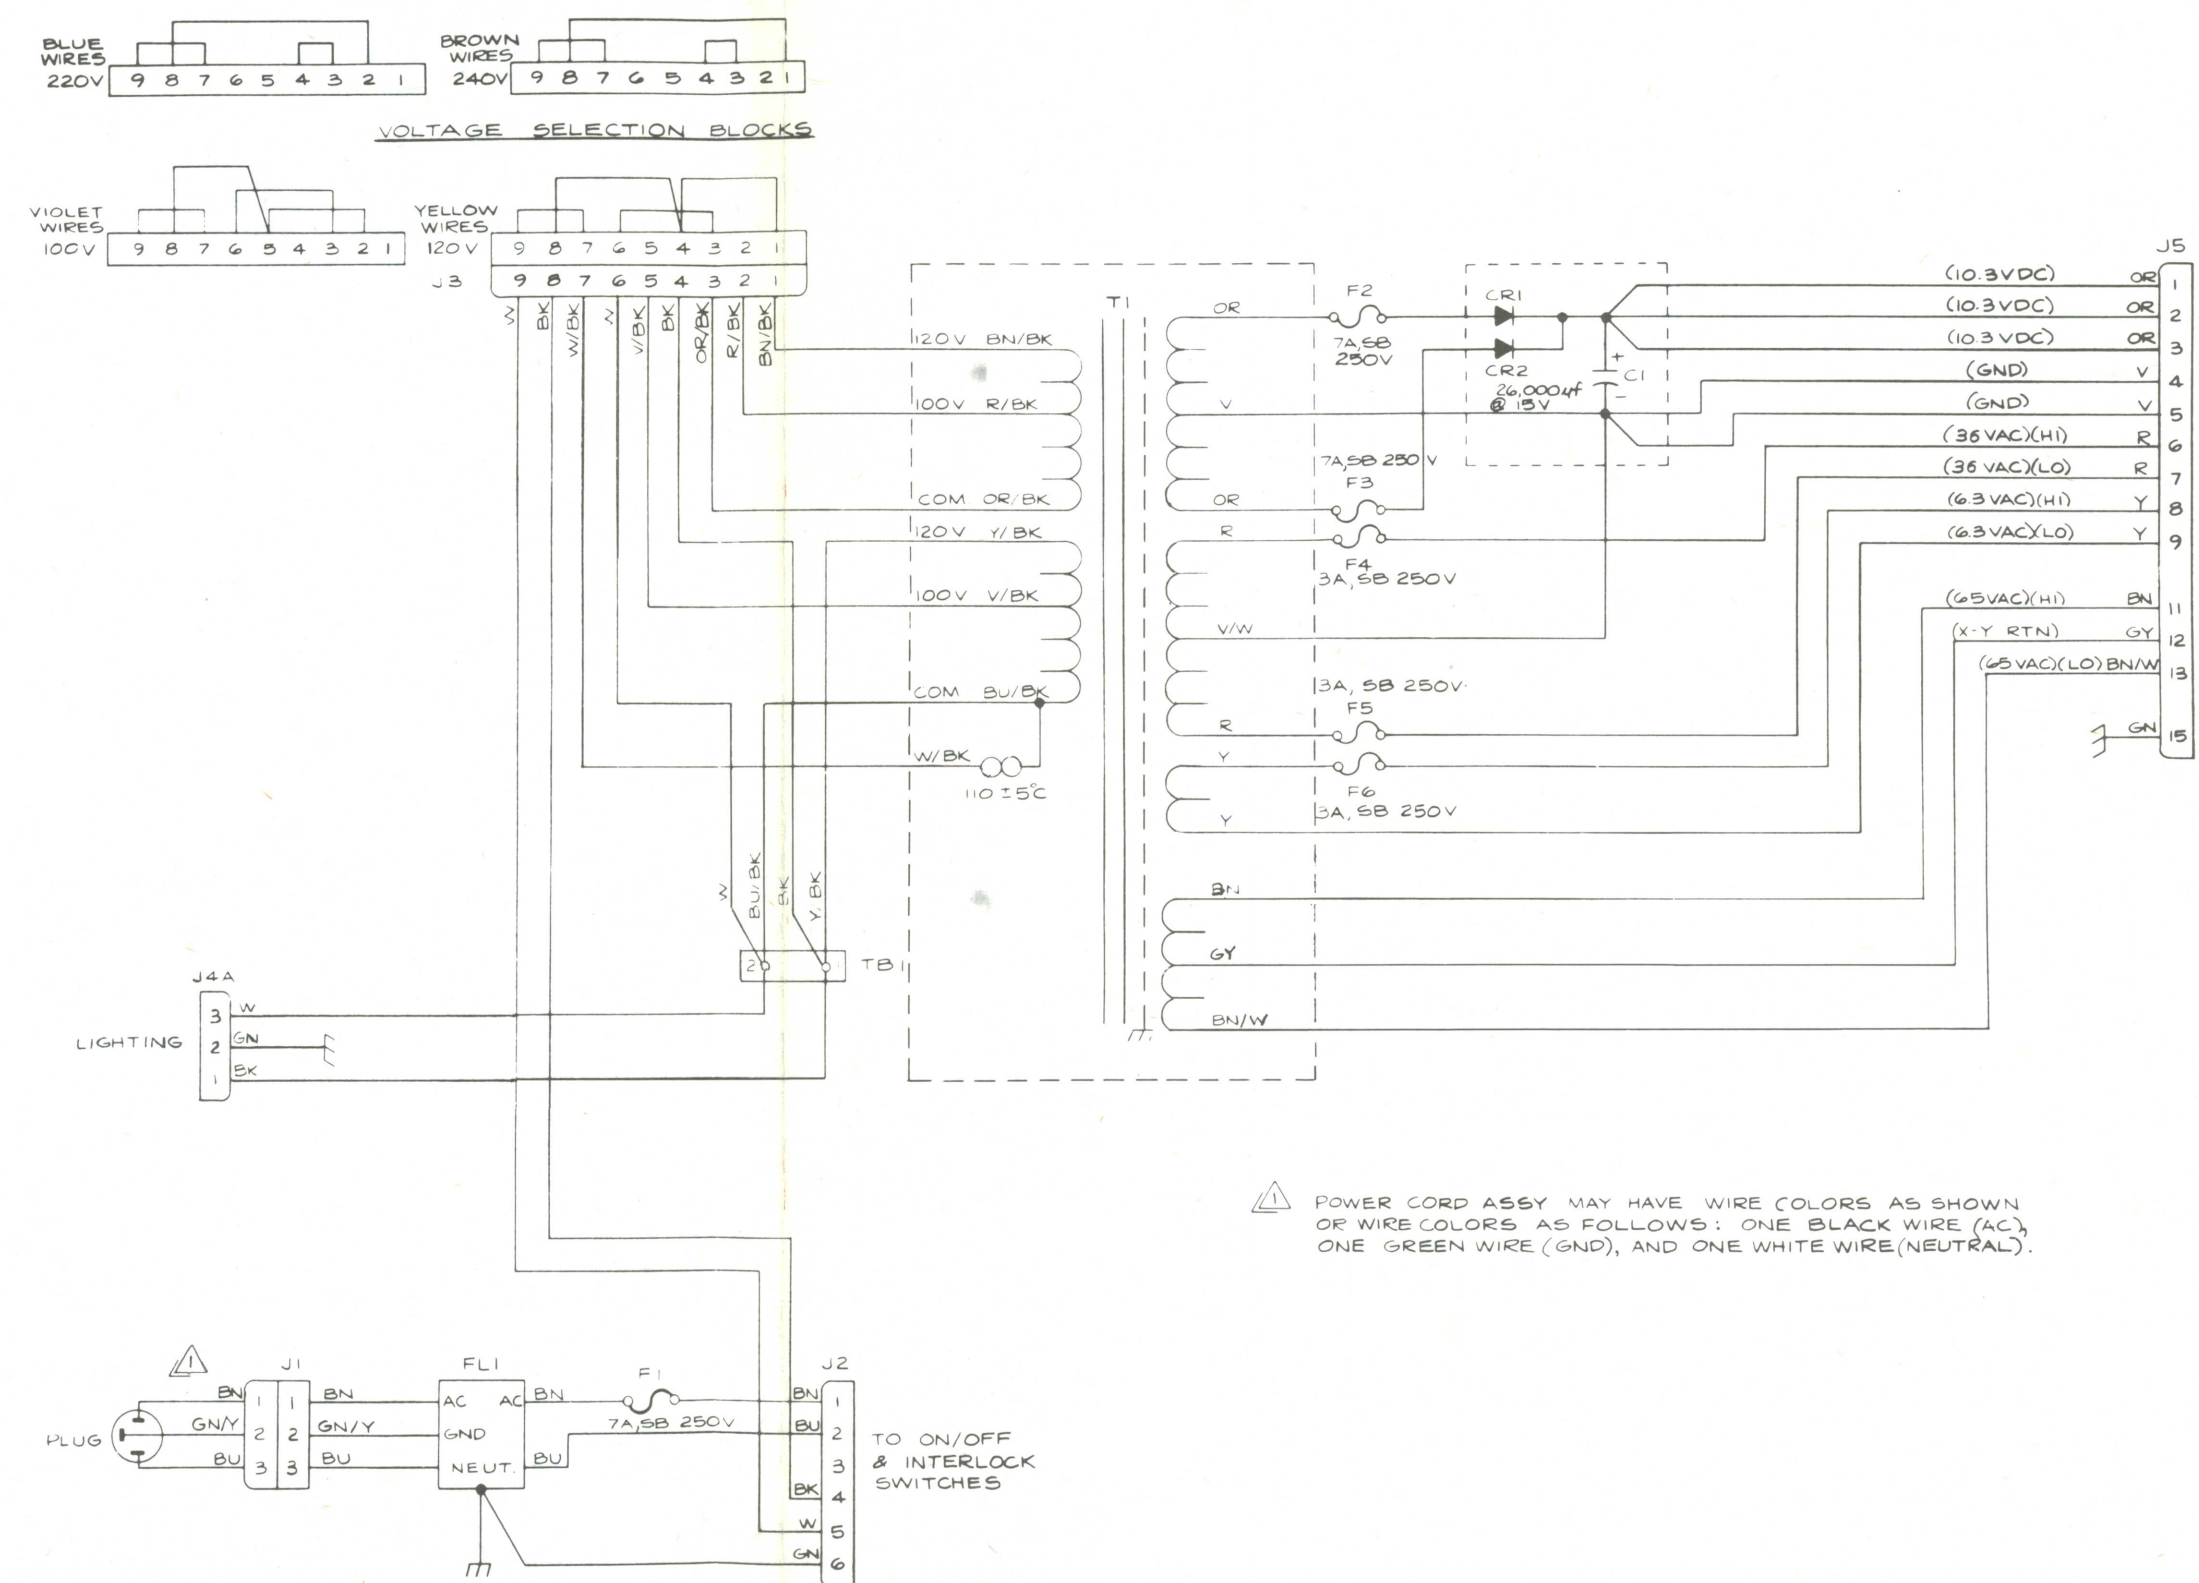 BLUE
WIRES
220V
9 8 7 6 5 4 3 2 1
BROWN
WIRES
240V
9 8 7 6 5 4 3 2 1
VOLTAGE SELECTION BLOCKS
VIOLET
WIRES
100V
9 8 7 6 5 4 3 2 1
YELLOW
WIRES
120V
9 8 7 6 5 4 3 2 1
J3
9 8 7 6 5 4 3 2 1
W
BK
W/BK
W
V/BK
BK
OR/BK
R/BK
BN/BK
120V BN/BK
100V R/BK
COM OR/BK
120V Y/BK
100V V/BK
COM BU/BK
W/BK
110 ±5°C
T1
OR
V
OR
R
V/W
R
Y
Y
BN
GY
BN/W
F2
7A,SB
250V
7A,SB 250V
F3
F4
3A,SB 250V
3A, SB 250V
F5
F6
3A, SB 250V
CR1
CR2
+
C1
26,000uf
@ 15V
−
J5
(10.3VDC) OR 1
(10.3VDC) OR 2
(10.3VDC) OR 3
(GND) V 4
(GND) V 5
(36VAC)(HI) R 6
(36VAC)(LO) R 7
(6.3VAC)(HI) Y 8
(6.3VAC)(LO) Y 9
(65VAC)(HI) BN 11
(X-Y RTN) GY 12
(65VAC)(LO) BN/W 13
GN 15
W
BU/BK
BK
Y/BK
2 1
TB1
J4A
LIGHTING
3 W
2 GN
1 BK
1 POWER CORD ASSY MAY HAVE WIRE COLORS AS SHOWN
OR WIRE COLORS AS FOLLOWS: ONE BLACK WIRE (AC),
ONE GREEN WIRE (GND), AND ONE WHITE WIRE (NEUTRAL).
1
PLUG
J1
BN 1 1 BN
GN/Y 2 2 GN/Y
BU 3 3 BU
FL1
AC AC
GND
NEUT.
BN
BU
F1
7A,SB 250V
J2
BN 1
BU 2
3
BK 4
W 5
GN 6
TO ON/OFF
& INTERLOCK
SWITCHES